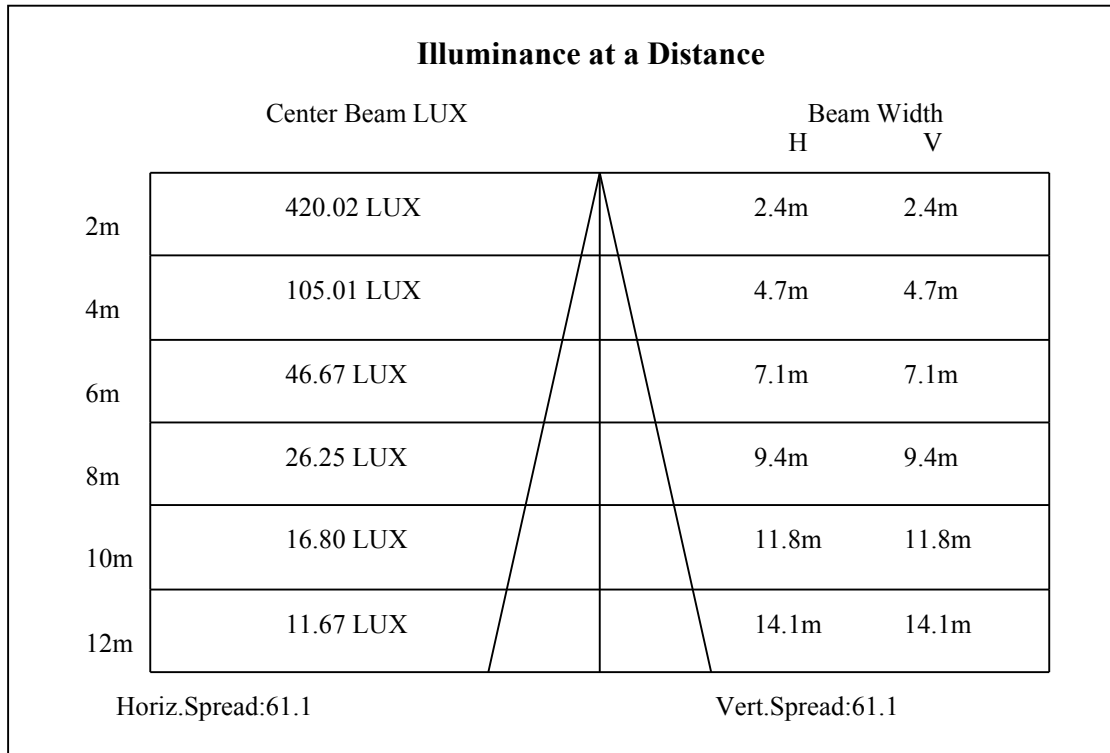 Illuminance at a Distance
Center Beam LUX Beam Width
H V
2m 420.02 LUX 2.4m 2.4m
4m 105.01 LUX 4.7m 4.7m
6m 46.67 LUX 7.1m 7.1m
8m 26.25 LUX 9.4m 9.4m
10m 16.80 LUX 11.8m 11.8m
12m 11.67 LUX 14.1m 14.1m
Horiz.Spread:61.1 Vert.Spread:61.1